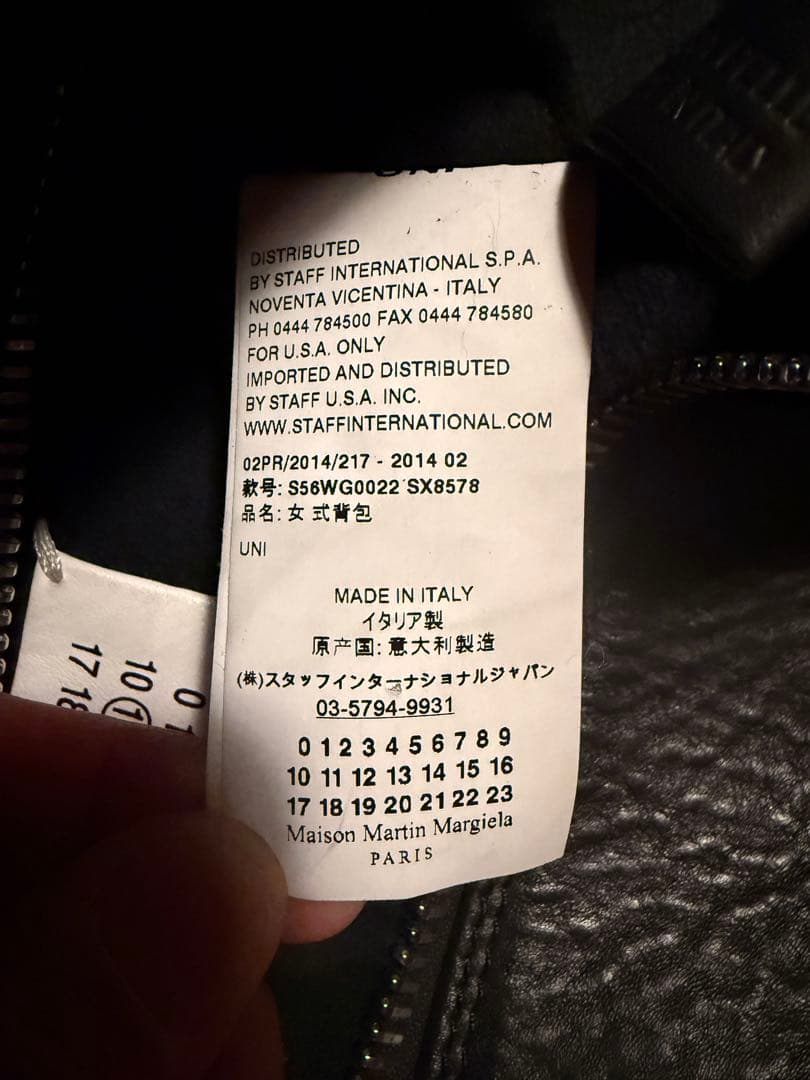 DISTRIBUTED
BY STAFF INTERNATIONAL S.P.A.
NOVENTA VICENTINA - ITALY
PH 0444 784500 FAX 0444 784580
FOR U.S.A. ONLY
IMPORTED AND DISTRIBUTED
BY STAFF U.S.A. INC.
WWW.STAFFINTERNATIONAL.COM
02PR/2014/217 - 2014 02
款号: S56WG0022 SX8578
品名: 女 式背包
UNI
MADE IN ITALY
イタリア製
原产国: 意大利製造
(株)スタッフインターナショナルジャパン
03-5794-9931
0 1 2 3 4 5 6 7 8 9
10 11 12 13 14 15 16
17 18 19 20 21 22 23
Maison Martin Margiela
PARIS
0 1
10
17 18